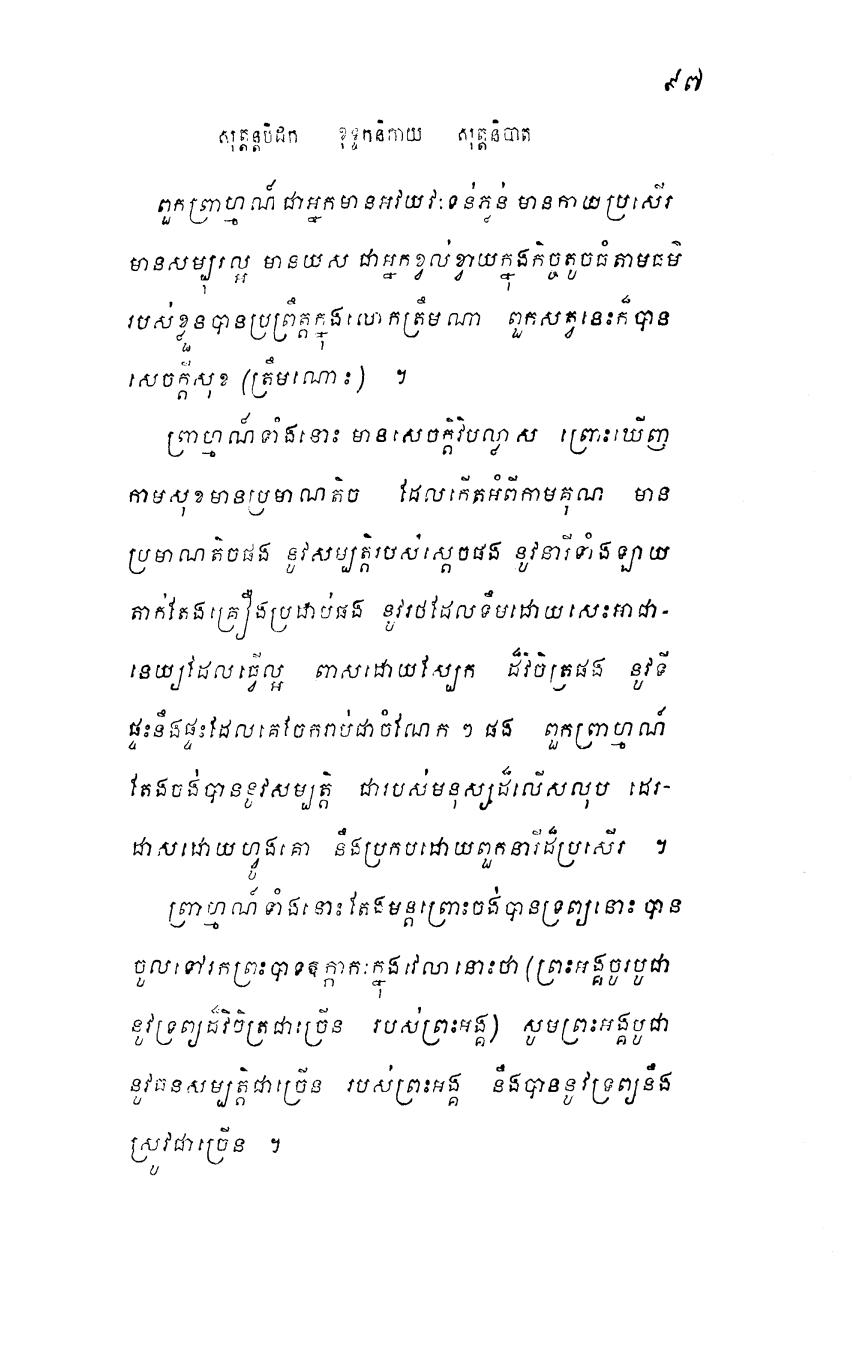 ៩៧
សុត្តន្តបិដក ខុទ្ទកនិកាយ សុត្តនិបាត
ពួកព្រាហ្មណ៍ ជាអ្នកមានអវយវៈទន់ភ្លន់ មានកាយប្រសើរ
មានសម្បុរល្អ មានយស ជាអ្នកខ្វល់ខ្វាយក្នុងកិច្ចតូចធំតាមធម៌
របស់ខ្លួនបានប្រព្រឹត្តក្នុងលោកត្រឹមណា ពួកសត្វនេះក៏បាន
សេចក្តីសុខ (ត្រឹមណោះ) ។
ព្រាហ្មណ៍ទាំងនោះ មានសេចក្តីវិបល្លាស ព្រោះឃើញ
កាមសុខមានប្រមាណតិច ដែលកើតអំពីកាមគុណ មាន
ប្រមាណតិចផង នូវសម្បត្តិរបស់ស្តេចផង នូវនារីទាំងឡាយ
តាក់តែងគ្រឿងប្រដាប់ផង នូវរថដែលទឹមដោយសេះអាជា-
នេយ្យដែលធ្វើល្អ ពាសដោយស្បែក ដ៏វិចិត្រផង នូវទី
ផ្ទះនឹងផ្ទះដែលគេចែករាប់ជាចំណែក ៗ ផង ពួកព្រាហ្មណ៍
តែងចង់បាននូវសម្បត្តិ ជារបស់មនុស្សដ៏លើសលុប ដេរ-
ដាសដោយហ្វូងគោ នឹងប្រកបដោយពួកនារីដ៏ប្រសើរ ។
ព្រាហ្មណ៍ទាំងនោះតែងមន្តព្រោះចង់បានទ្រព្យនោះ បាន
ចូលទៅរកព្រះបាទឧក្កាកៈក្នុងវេលានោះថា (ព្រះអង្គចូរបូជា
នូវទ្រព្យដ៏វិចិត្រជាច្រើន របស់ព្រះអង្គ) សូមព្រះអង្គបូជា
នូវធនសម្បត្តិជាច្រើន របស់ព្រះអង្គ នឹងបាននូវទ្រព្យនឹង
ស្រូវជាច្រើន ។